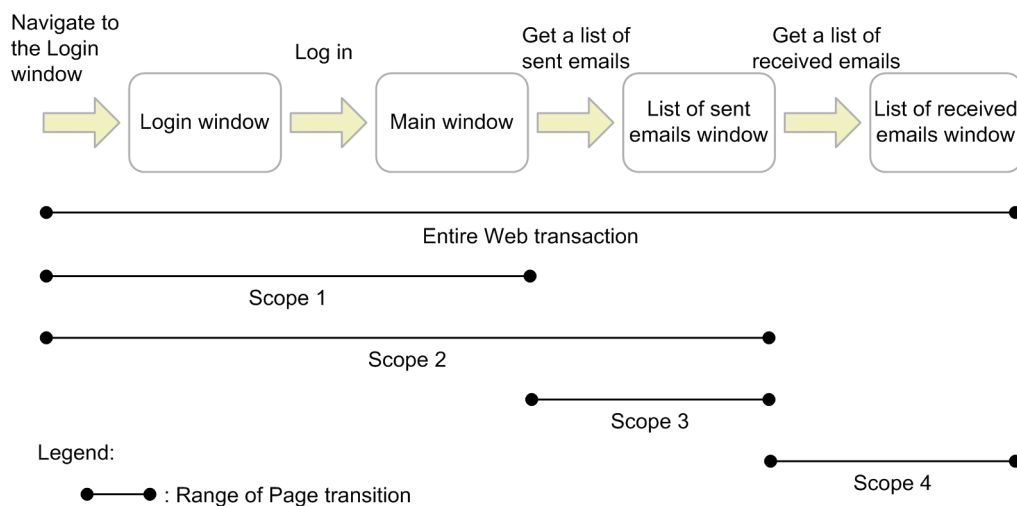 Navigate to
the Login
window
Log in
Get a list of
sent emails
Get a list of
received emails
Login window
Main window
List of sent
emails window
List of received
emails window
Entire Web transaction
Scope 1
Scope 2
Scope 3
Scope 4
Legend:
: Range of Page transition